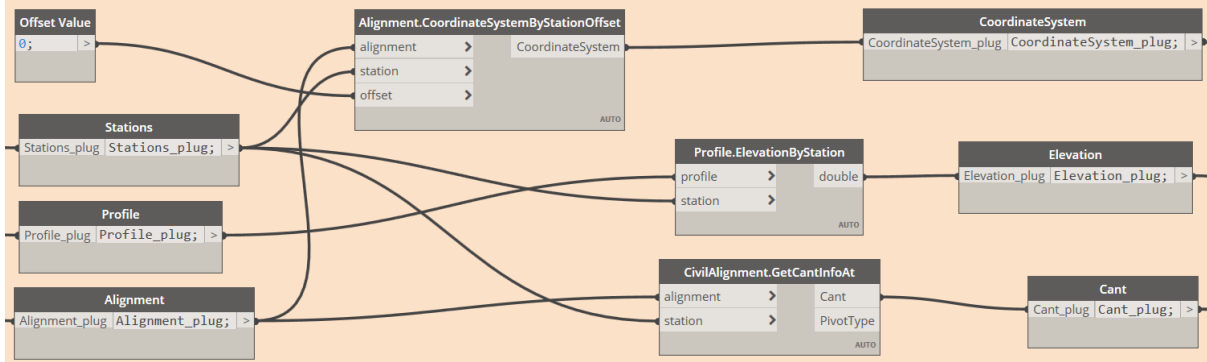 Offset Value
0; >
Stations
Stations_plug Stations_plug; >
Profile
Profile_plug Profile_plug; >
Alignment
Alignment_plug Alignment_plug; >
Alignment.CoordinateSystemByStationOffset
alignment > CoordinateSystem
station >
offset >
AUTO
Profile.ElevationByStation
profile > double
station >
AUTO
CivilAlignment.GetCantInfoAt
alignment > Cant
station > PivotType
AUTO
CoordinateSystem
CoordinateSystem_plug CoordinateSystem_plug; >
Elevation
Elevation_plug Elevation_plug; >
Cant
Cant_plug Cant_plug; >